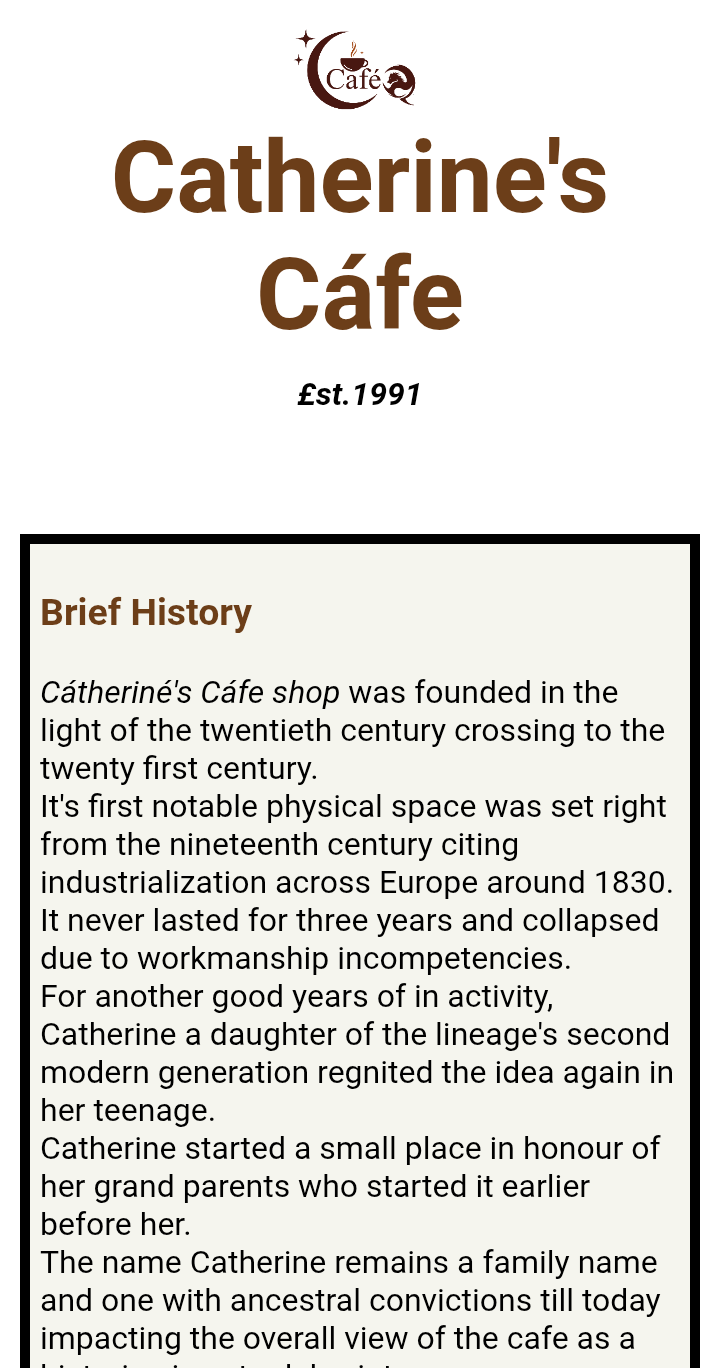 Café
Catherine's
Cáfe
£st.1991
Brief History
Cátheriné's Cáfe shop was founded in the
light of the twentieth century crossing to the
twenty first century.
It's first notable physical space was set right
from the nineteenth century citing
industrialization across Europe around 1830.
It never lasted for three years and collapsed
due to workmanship incompetencies.
For another good years of in activity,
Catherine a daughter of the lineage's second
modern generation regnited the idea again in
her teenage.
Catherine started a small place in honour of
her grand parents who started it earlier
before her.
The name Catherine remains a family name
and one with ancestral convictions till today
impacting the overall view of the cafe as a